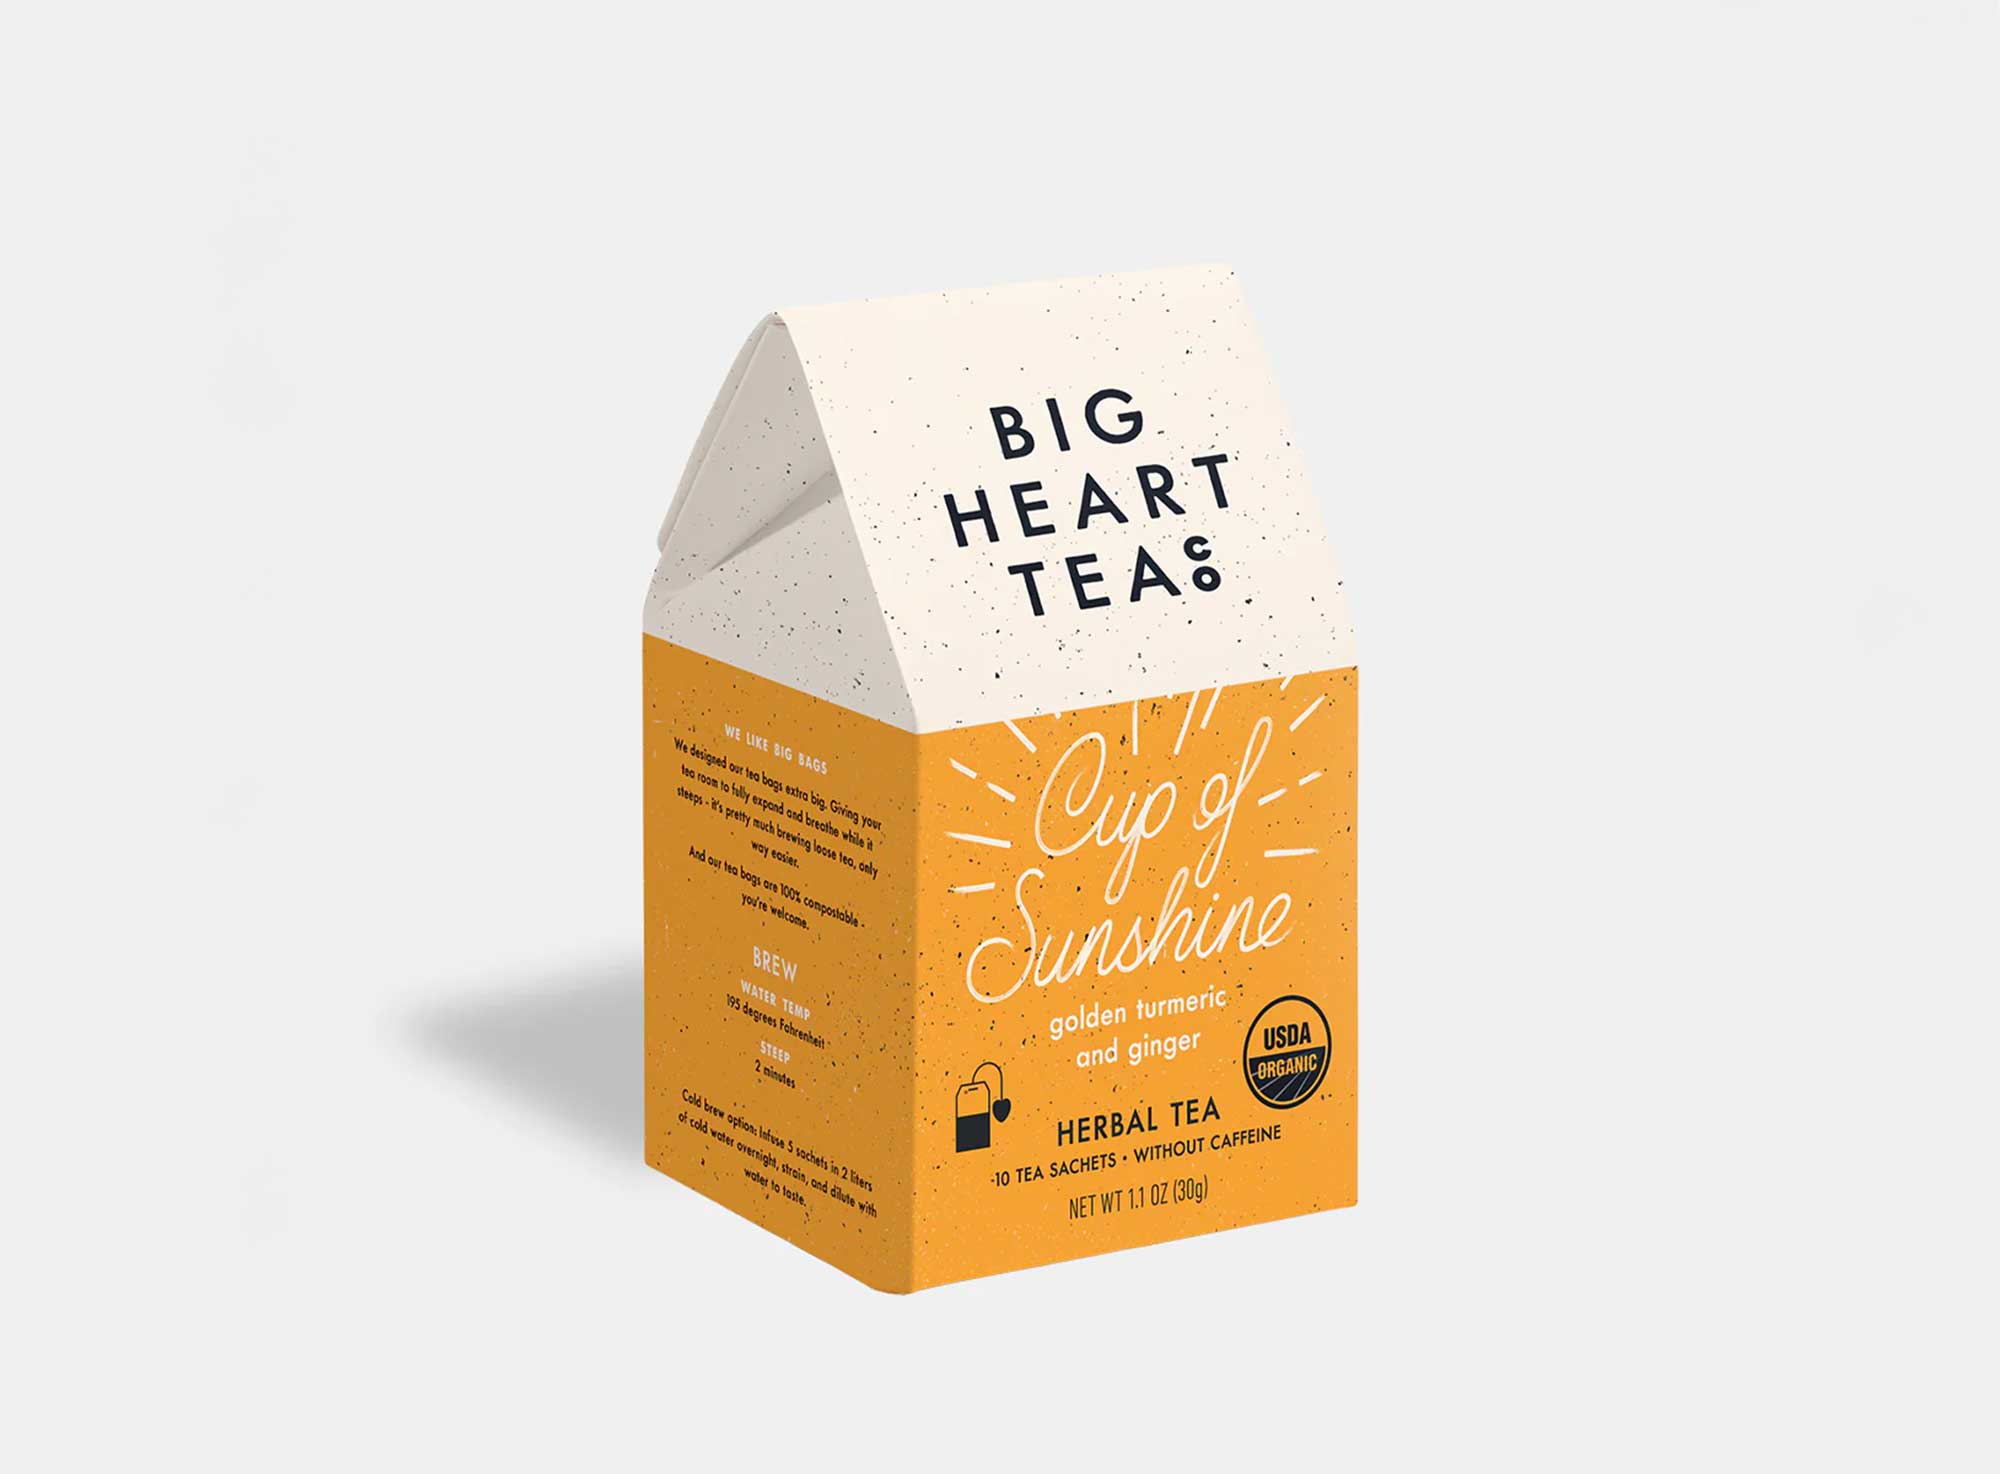 BIG
HEART
TEA CO
Cup of
Sunshine
golden turmeric
and ginger
USDA
ORGANIC
HERBAL TEA
10 TEA SACHETS • WITHOUT CAFFEINE
NET WT 1.1 OZ (30g)
WE LIKE BIG BAGS
We designed our tea bags extra big. Giving your
tea room to fully expand and breathe while it
steeps - it's pretty much brewing loose tea, only
way easier.
And our tea bags are 100% compostable -
you're welcome.
BREW
WATER TEMP
195 degrees Fahrenheit
STEEP
2 minutes
Cold brew option: Infuse 5 sachets in 2 liters
of cold water overnight, strain, and dilute with
water to taste.